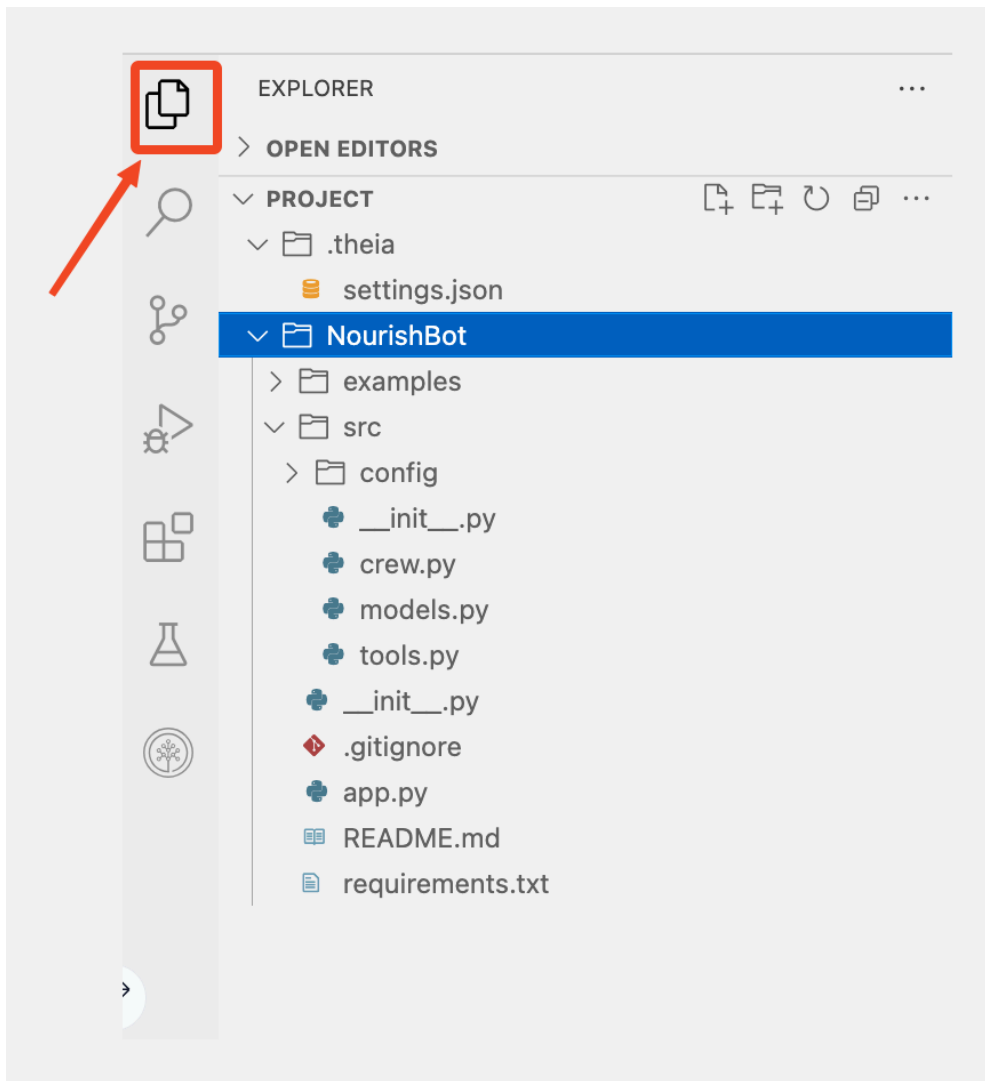 EXPLORER
OPEN EDITORS
PROJECT
.theia
settings.json
NourishBot
examples
src
config
__init__.py
crew.py
models.py
tools.py
__init__.py
.gitignore
app.py
README.md
requirements.txt